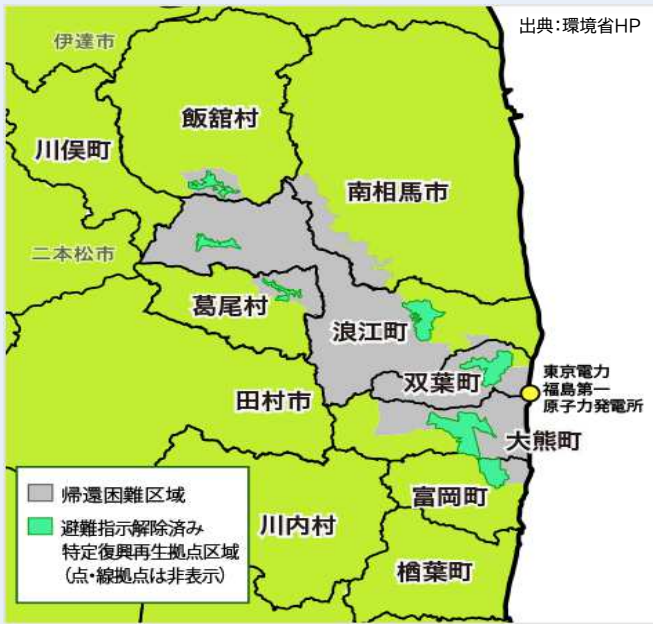 出典：環境省HP
伊達市
飯舘村
川俣町
南相馬市
二本松市
葛尾村
浪江町
双葉町
東京電力
福島第一
原子力発電所
田村市
大熊町
帰還困難区域
避難指示解除済み
特定復興再生拠点区域
（点・線拠点は非表示）
富岡町
川内村
楢葉町